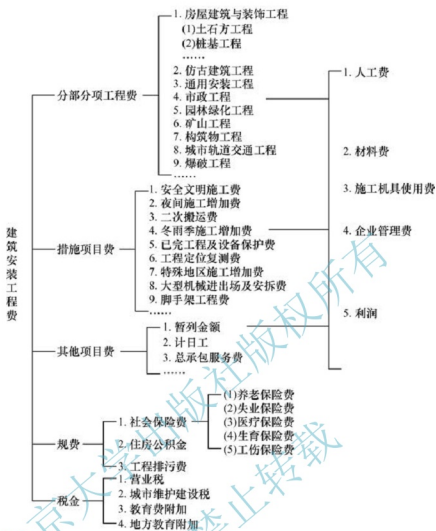 建筑安装工程费
分部分项工程费
1. 房屋建筑与装饰工程
(1)土石方工程
(2)桩基工程
……
2. 仿古建筑工程
3. 通用安装工程
4. 市政工程
5. 园林绿化工程
6. 矿山工程
7. 构筑物工程
8. 城市轨道交通工程
9. 爆破工程
……
措施项目费
1. 安全文明施工费
2. 夜间施工增加费
3. 二次搬运费
4. 冬雨季施工增加费
5. 已完工程及设备保护费
6. 工程定位复测费
7. 特殊地区施工增加费
8. 大型机械进出场及安拆费
9. 脚手架工程费
……
其他项目费
1. 暂列金额
2. 计日工
3. 总承包服务费
……
1. 人工费
2. 材料费
3. 施工机具使用费
4. 企业管理费
5. 利润
规费
1. 社会保险费
(1)养老保险费
(2)失业保险费
(3)医疗保险费
(4)生育保险费
(5)工伤保险费
2. 住房公积金
3. 工程排污费
税金
1. 营业税
2. 城市维护建设税
3. 教育费附加
4. 地方教育附加
京大学出版社版权所有
禁止转载